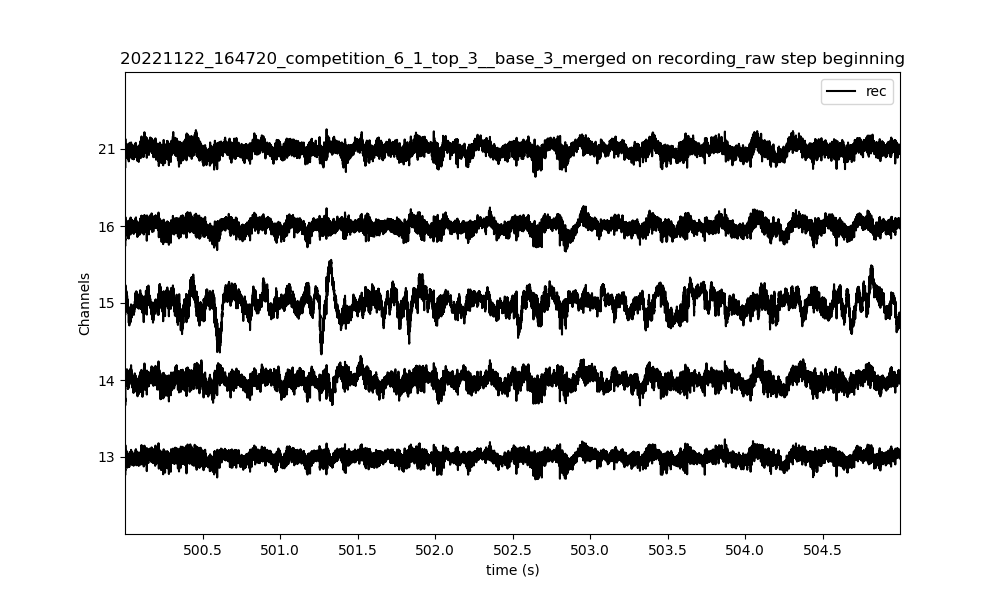 20221122_164720_competition_6_1_top_3__base_3_merged on recording_raw step beginning
rec
21
16
15
14
13
Channels
500.5 501.0 501.5 502.0 502.5 503.0 503.5 504.0 504.5
time (s)